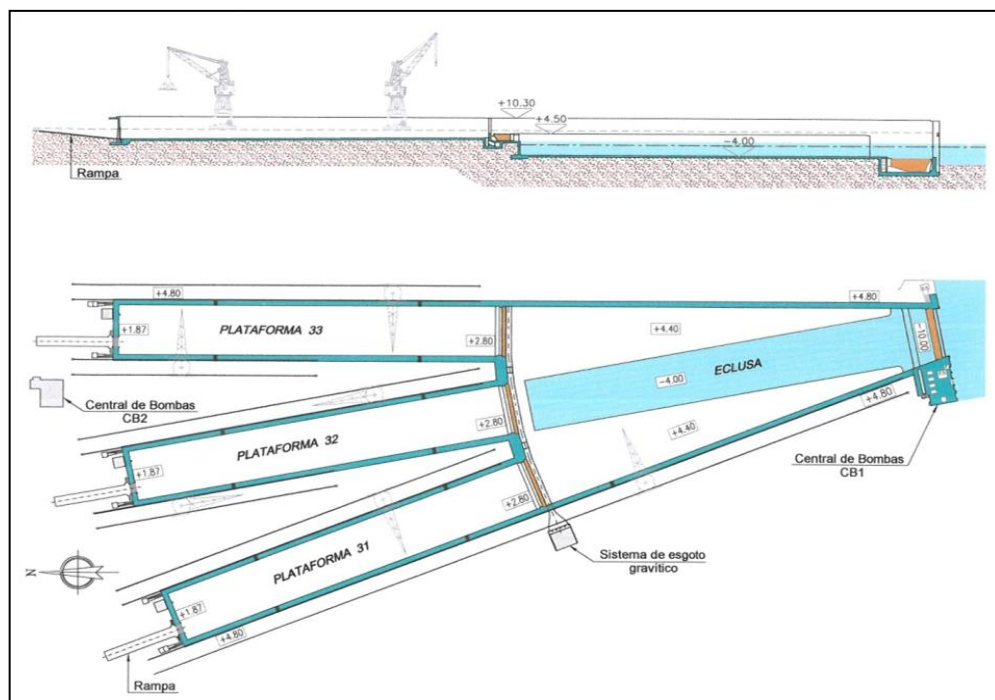 +10.30
+4.50
-4.00
Rampa
+4.80
+1.87
PLATAFORMA 33
+2.80
+4.40
+4.80
-10.00
ECLUSA
-4.00
Central de Bombas
CB2
PLATAFORMA 32
+2.80
+1.87
+4.40
+4.80
Central de Bombas
CB1
+2.80
PLATAFORMA 31
Sistema de esgoto
gravítico
N
+1.87
+4.80
Rampa